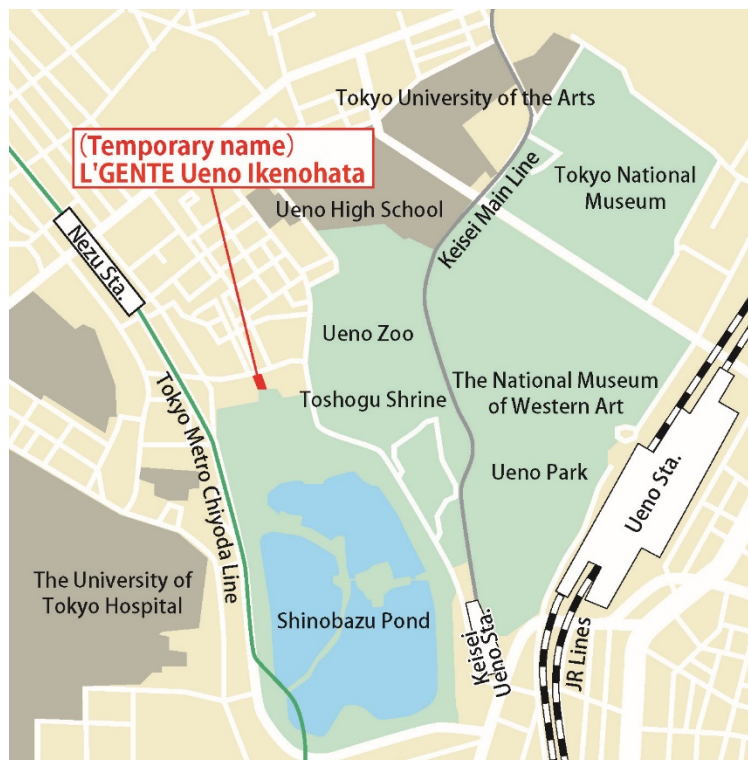 Tokyo University of the Arts
(Temporary name)
L'GENTE Ueno Ikenohata
Ueno High School
Keisei Main Line
Tokyo National
Museum
Nezu Sta.
Ueno Zoo
Toshogu Shrine
The National Museum
of Western Art
Tokyo Metro Chiyoda Line
Ueno Park
Ueno Sta.
The University of
Tokyo Hospital
Shinobazu Pond
Keisei
Ueno Sta.
JR Lines